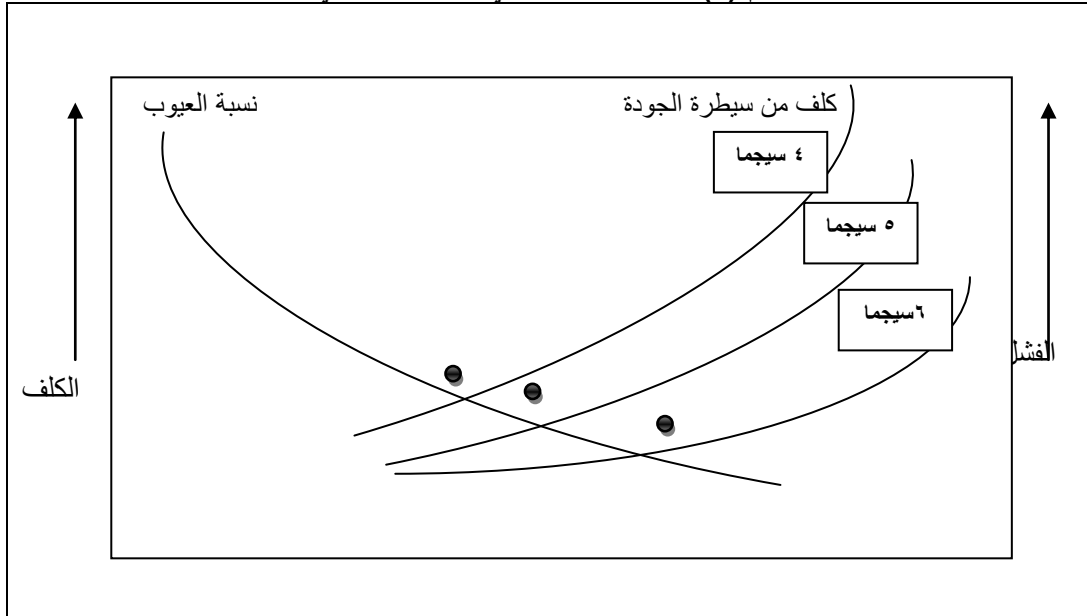 كلف من سيطرة الجودة
نسبة العيوب
٤ سيجما
٥ سيجما
٦سيجما
الفشل
الكلف